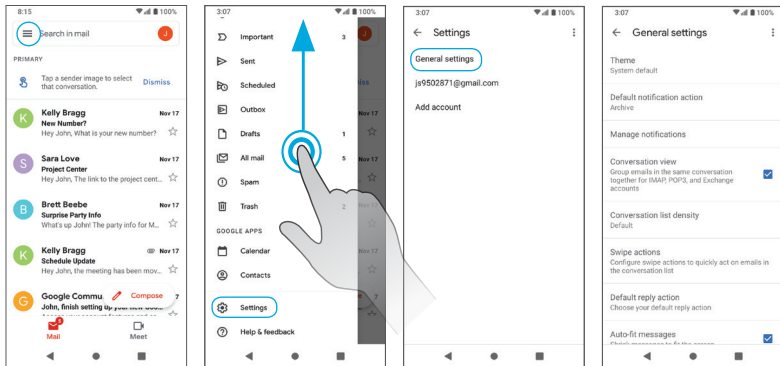 8:15
100%
Search in mail
J
PRIMARY
Tap a sender image to select
that conversation.
Dismiss
K
Kelly Bragg
Nov 17
New Number?
Hey John, What is your new number?
S
Sara Love
Nov 17
Project Center
Hey John, The link to the project cent...
B
Brett Beebe
Nov 17
Surprise Party Info
What's up John! The party info for M...
K
Kelly Bragg
Nov 17
Schedule Update
Hey John, the meeting has been mov...
G
Google Commu
7
John, finish setting up your new Goo...
Compose
5
Mail
Meet
3:07
100%
Important
3
Sent
Scheduled
Outbox
Drafts
1
All mail
5
Spam
Trash
2
GOOGLE APPS
Calendar
Contacts
Settings
Help & feedback
3:07
100%
Settings
General settings
js9502871@gmail.com
Add account
3:07
100%
General settings
Theme
System default
Default notification action
Archive
Manage notifications
Conversation view
Group emails in the same conversation
together for IMAP, POP3, and Exchange
accounts
Conversation list density
Default
Swipe actions
Configure swipe actions to quickly act on emails in
the conversation list
Default reply action
Choose your default reply action
Auto-fit messages